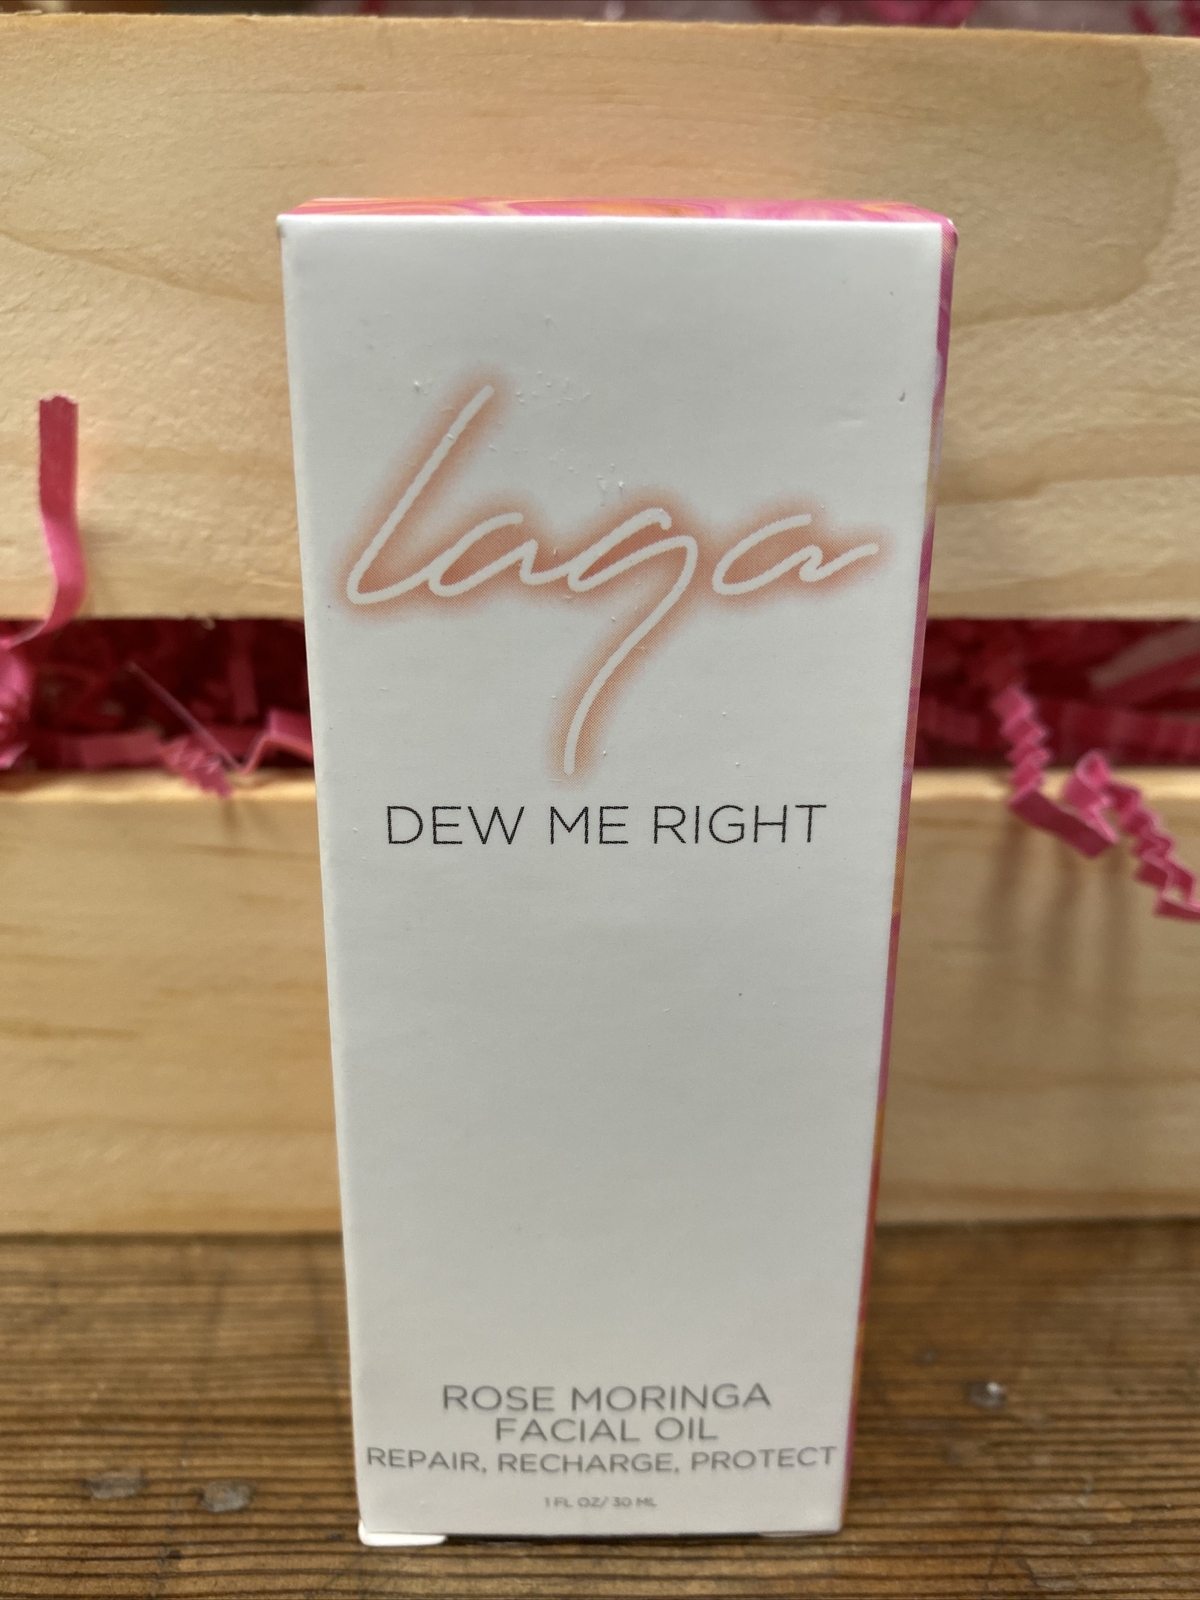 Laga
DEW ME RIGHT
ROSE MORINGA
FACIAL OIL
REPAIR, RECHARGE, PROTECT
1 FL OZ/ 30 ML